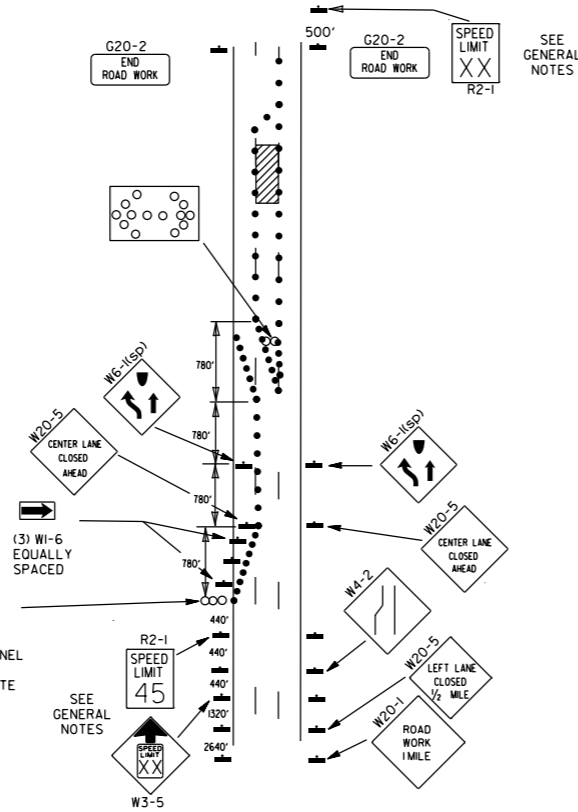 500'
G20-2
END
ROAD WORK
G20-2
END
ROAD WORK
SPEED
LIMIT
XX
R2-1
SEE
GENERAL
NOTES
W6-1(sp)
780'
W20-5
CENTER LANE
CLOSED
AHEAD
780'
W6-1(sp)
780'
W20-5
CENTER LANE
CLOSED
AHEAD
(3) W1-6
EQUALLY
SPACED
780'
W4-2
440'
NEL
TE
R2-1
SPEED
LIMIT
45
440'
440'
W20-5
LEFT LANE
CLOSED
1/2 MILE
SEE
GENERAL
NOTES
1320'
W20-1
ROAD
WORK
1 MILE
2640'
SPEED
LIMIT
XX
W3-5